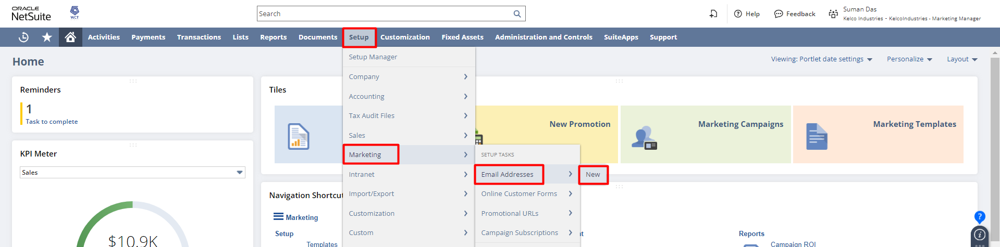 ORACLE
NetSuite
WCT
Search
Help
Feedback
Suman Das
Kelco Industries - KelcoIndustries - Marketing Manager
Activities Payments Transactions Lists Reports Documents Setup Customization Fixed Assets Administration and Controls SuiteApps Support
Home
Viewing: Portlet date settings Personalize Layout
Reminders
1
Task to complete
KPI Meter
Sales
$10.9K
Tiles
New Promotion
Marketing Campaigns
Marketing Templates
Navigation Shortcut
Marketing
Setup
Templates
nt
Reports
Campaign ROI
Setup Manager
Company
Accounting
Tax Audit Files
Sales
Marketing
Intranet
Import/Export
Customization
Custom
SETUP TASKS
Email Addresses
Online Customer Forms
Promotional URLs
Campaign Subscriptions
New
?
i